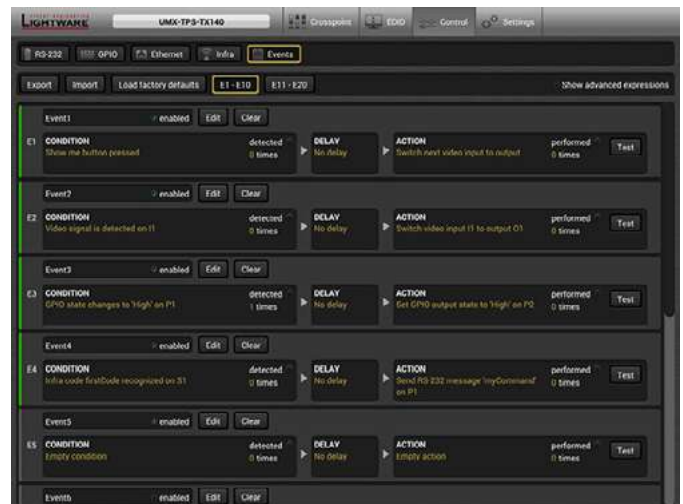 LIGHTWARE
UMX-TPS-TX140
Crosspoint
EDID
Control
Settings
RS-232
GPIO
Ethernet
Infra
Events
Export
Import
Load factory defaults
E1 - E10
E11 - E20
Show advanced expressions
Event1
enabled
Edit
Clear
E1
CONDITION
Show me button pressed
detected
0 times
DELAY
No delay
ACTION
Switch next video input to output
performed
0 times
Test
Event2
enabled
Edit
Clear
E2
CONDITION
Video signal is detected on I1
detected
0 times
DELAY
No delay
ACTION
Switch video input I1 to output O1
performed
0 times
Test
Event3
enabled
Edit
Clear
E3
CONDITION
GPIO state changes to 'High' on P1
detected
1 times
DELAY
No delay
ACTION
Set GPIO output state to 'High' on P2
performed
0 times
Test
Event4
enabled
Edit
Clear
E4
CONDITION
Infra code firstCode recognized on S1
detected
0 times
DELAY
No delay
ACTION
Send RS-232 message 'myCommand'
on P1
performed
0 times
Test
Event5
enabled
Edit
Clear
E5
CONDITION
Empty condition
detected
0 times
DELAY
No delay
ACTION
Empty action
performed
0 times
Test
Event6
enabled
Edit
Clear